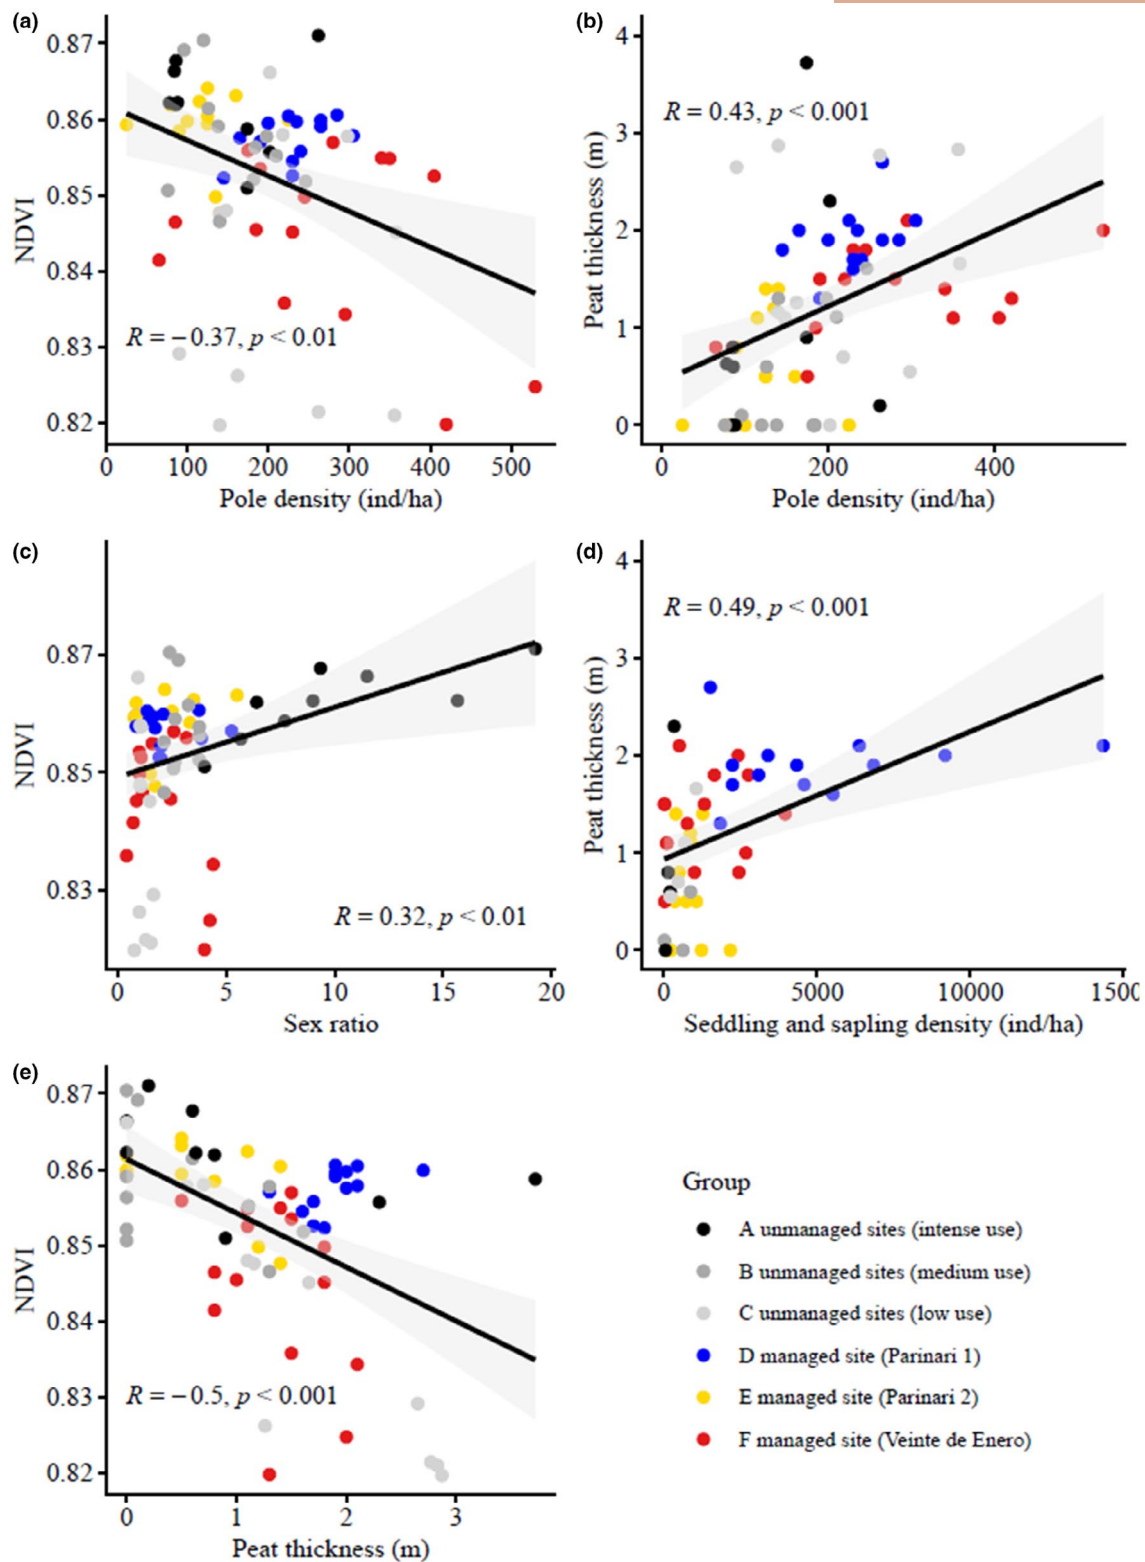 (a)
NDVI
0.87
0.86
0.85
0.84
0.83
0.82
R = −0.37, p < 0.01
0 100 200 300 400 500
Pole density (ind/ha)
(b)
Peat thickness (m)
4
3
2
1
0
R = 0.43, p < 0.001
0 200 400
Pole density (ind/ha)
(c)
NDVI
0.87
0.85
0.83
R = 0.32, p < 0.01
0 5 10 15 20
Sex ratio
(d)
Peat thickness (m)
4
3
2
1
0
R = 0.49, p < 0.001
0 5000 10000 1500
Seddling and sapling density (ind/ha)
(e)
NDVI
0.87
0.86
0.85
0.84
0.83
0.82
R = −0.5, p < 0.001
0 1 2 3
Peat thickness (m)
Group
A unmanaged sites (intense use)
B unmanaged sites (medium use)
C unmanaged sites (low use)
D managed site (Parinari 1)
E managed site (Parinari 2)
F managed site (Veinte de Enero)